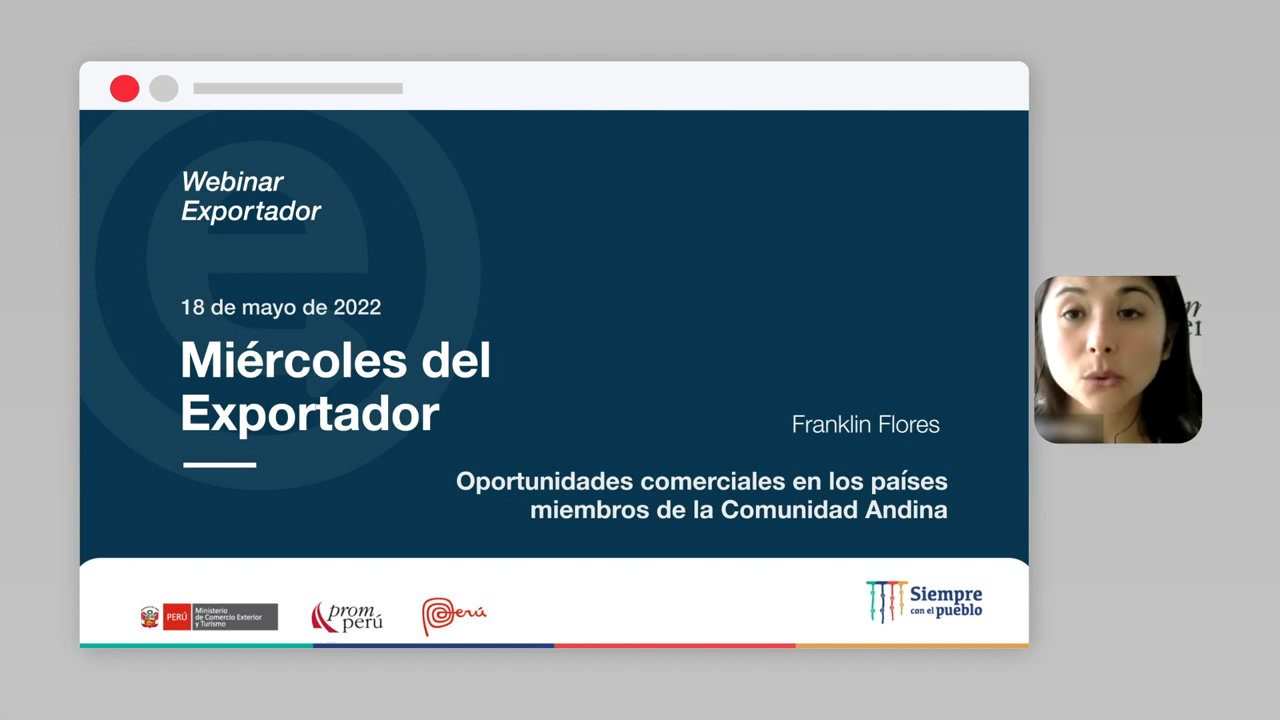 Webinar
Exportador
18 de mayo de 2022
Miércoles del
Exportador
Franklin Flores
Oportunidades comerciales en los países
miembros de la Comunidad Andina
PERÚ
Ministerio
de Comercio Exterior
y Turismo
prom
perú
Perú
Siempre
con el pueblo